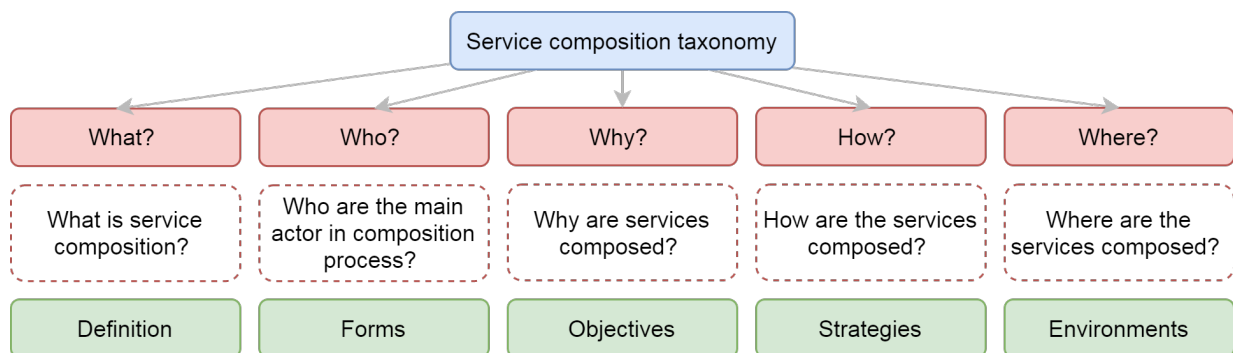 Service composition taxonomy
What?
Who?
Why?
How?
Where?
What is service
composition?
Who are the main
actor in composition
process?
Why are services
composed?
How are the services
composed?
Where are the
services composed?
Definition
Forms
Objectives
Strategies
Environments